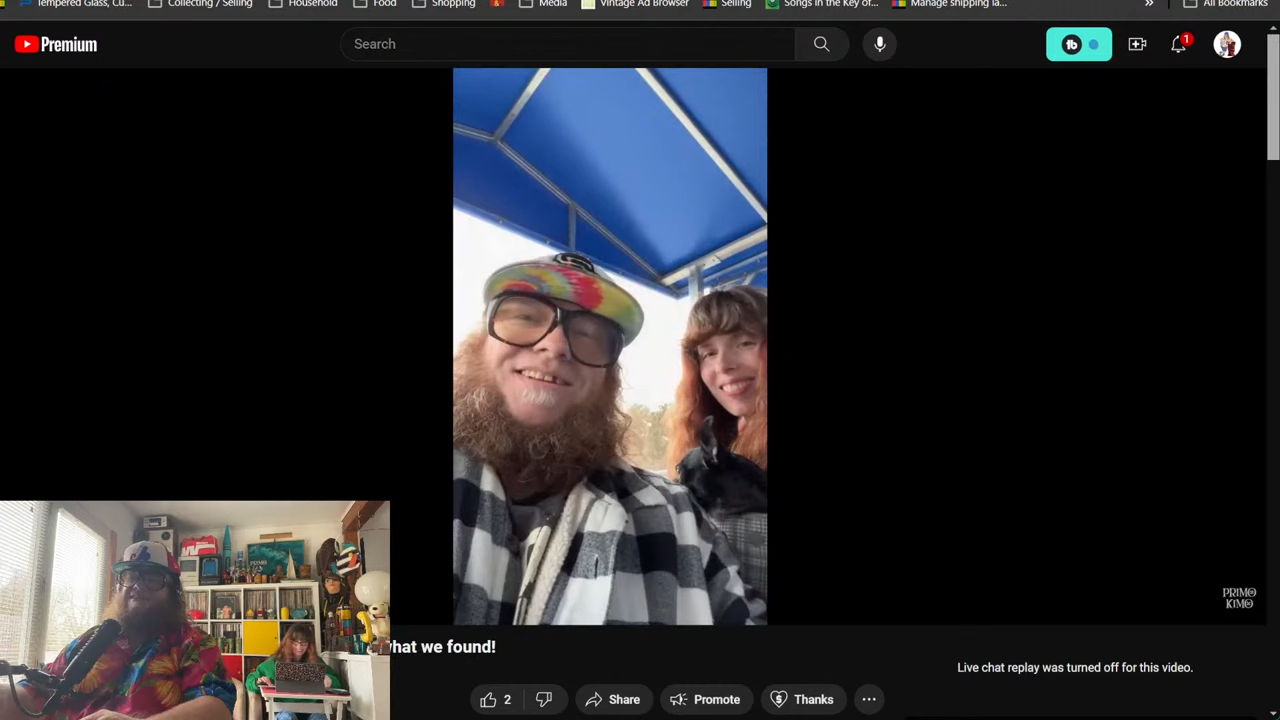 Tempered Glass, Cu... Collecting / Selling Household Food Shopping Media Vintage Ad Browser Selling Songs in the Key of... Manage shipping la... » All Bookmarks
Premium Search 1
PRIMO
KIMO
hat we found!
Live chat replay was turned off for this video.
2 Share Promote Thanks